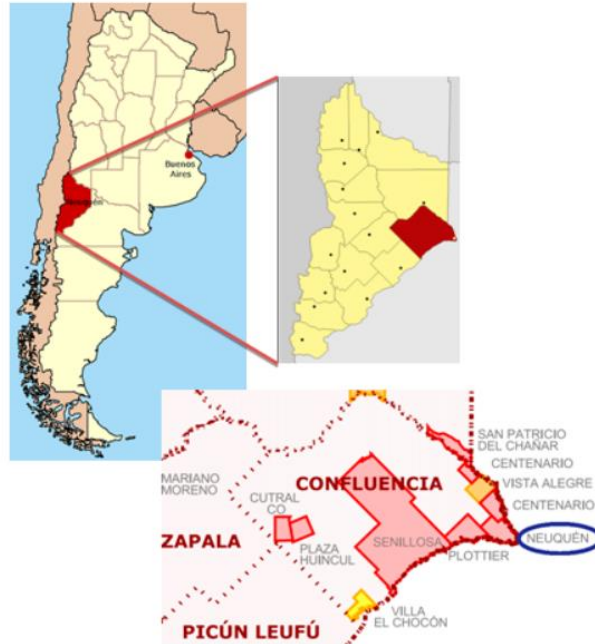 Buenos
Aires
Neuquén
SAN PATRICIO
DEL CHAÑAR
CENTENARIO
VISTA ALEGRE
CENTENARIO
NEUQUÉN
MARIANO
MORENO
CONFLUENCIA
CUTRAL
CO
ZAPALA
PLAZA
HUINCUL
SENILLOSA
PLOTTIER
VILLA
EL CHOCÓN
PICÚN LEUFÚ